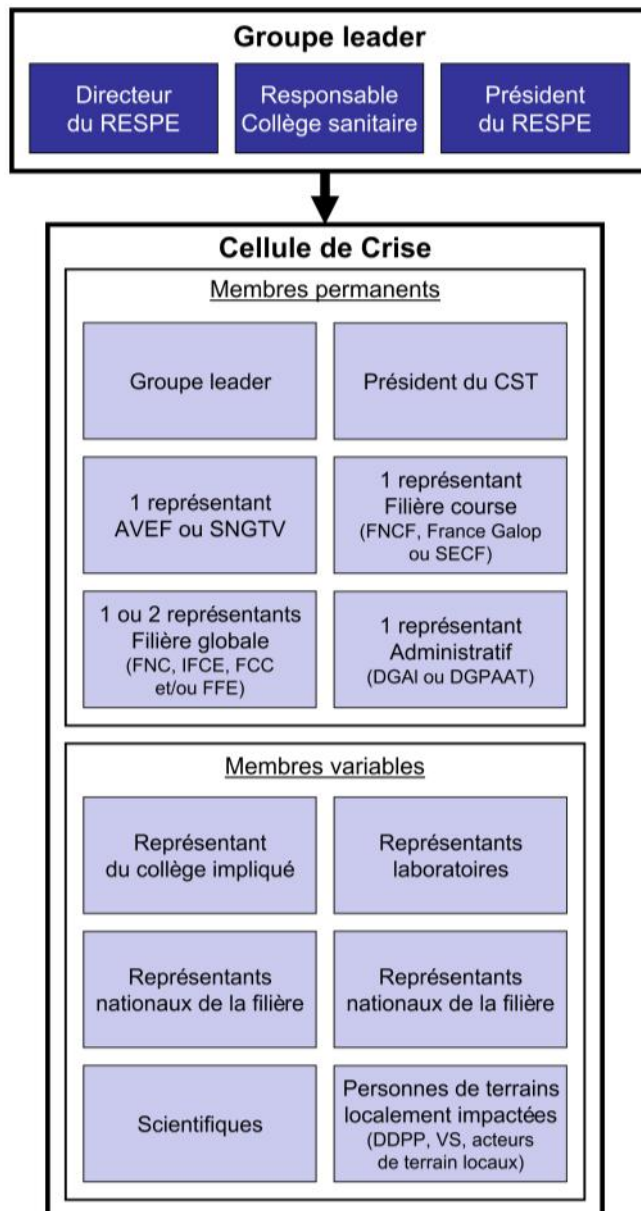 Groupe leader
Directeur
du RESPE
Responsable
Collège sanitaire
Président
du RESPE
Cellule de Crise
Membres permanents
Groupe leader
Président du CST
1 représentant
AVEF ou SNGTV
1 représentant
Filière course
(FNCF, France Galop
ou SECF)
1 ou 2 représentants
Filière globale
(FNC, IFCE, FCC
et/ou FFE)
1 représentant
Administratif
(DGAl ou DGPAAT)
Membres variables
Représentant
du collège impliqué
Représentants
laboratoires
Représentants
nationaux de la filière
Représentants
nationaux de la filière
Scientifiques
Personnes de terrains
localement impactées
(DDPP, VS, acteurs
de terrain locaux)